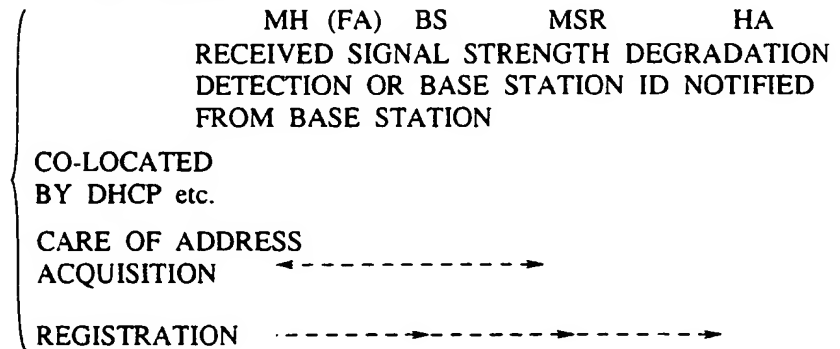 MH (FA) BS MSR HA
RECEIVED SIGNAL STRENGTH DEGRADATION
DETECTION OR BASE STATION ID NOTIFIED
FROM BASE STATION
CO-LOCATED
BY DHCP etc.
CARE OF ADDRESS
ACQUISITION
REGISTRATION